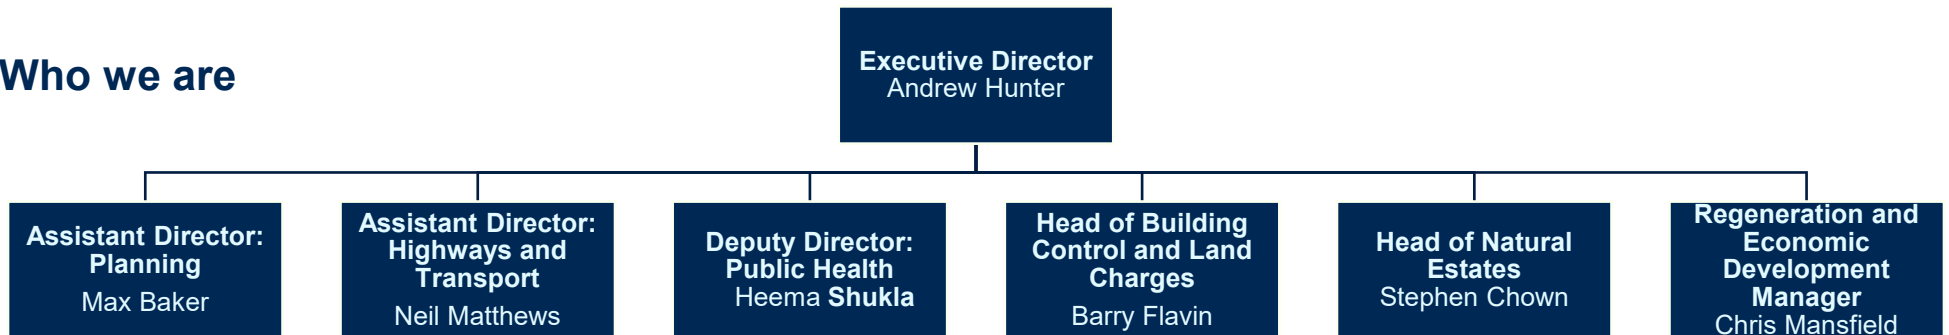 Who we are
Executive Director
Andrew Hunter
Assistant Director:
Planning
Max Baker
Assistant Director:
Highways and
Transport
Neil Matthews
Deputy Director:
Public Health
Heema Shukla
Head of Building
Control and Land
Charges
Barry Flavin
Head of Natural
Estates
Stephen Chown
Regeneration and
Economic
Development
Manager
Chris Mansfield